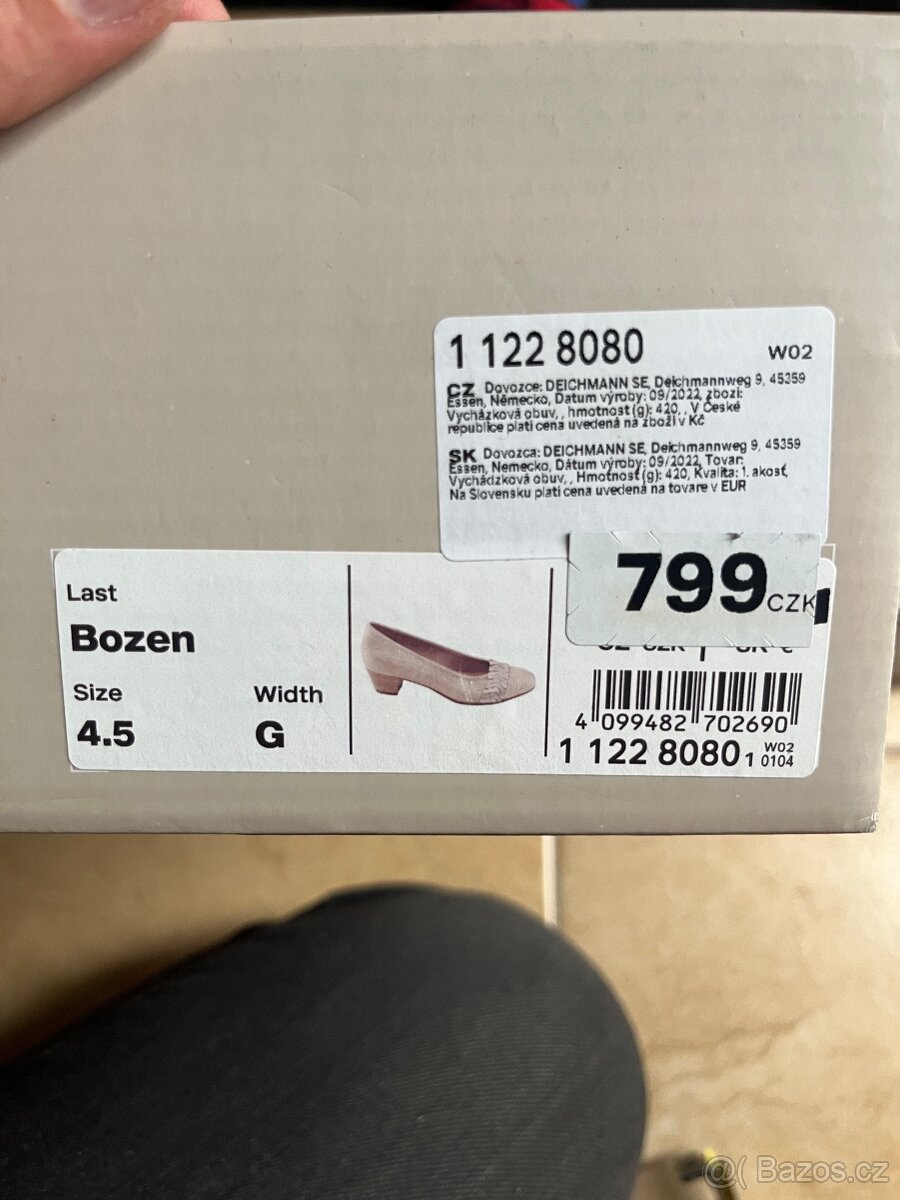 1 122 8080 W02
CZ Dovozce: DEICHMANN SE, Deichmannweg 9, 45359
Essen, Německo, Datum výroby: 09/2022, zboží:
Vycházková obuv, , hmotnost (g): 420, , V České
republice platí cena uvedená na zboží v Kč
SK Dovozca: DEICHMANN SE, Deichmannweg 9, 45359
Essen, Nemecko, Dátum výroby: 09/2022, Tovar:
Vychádzková obuv, , Hmotnosť (g): 420, Kvalita: 1. akosť,
Na Slovensku platí cena uvedená na tovare v EUR
799 CZK
Last
Bozen
Size Width
4.5 G
4 099482 702690
1 122 8080 1 W02
0104
@( Bazos.cz